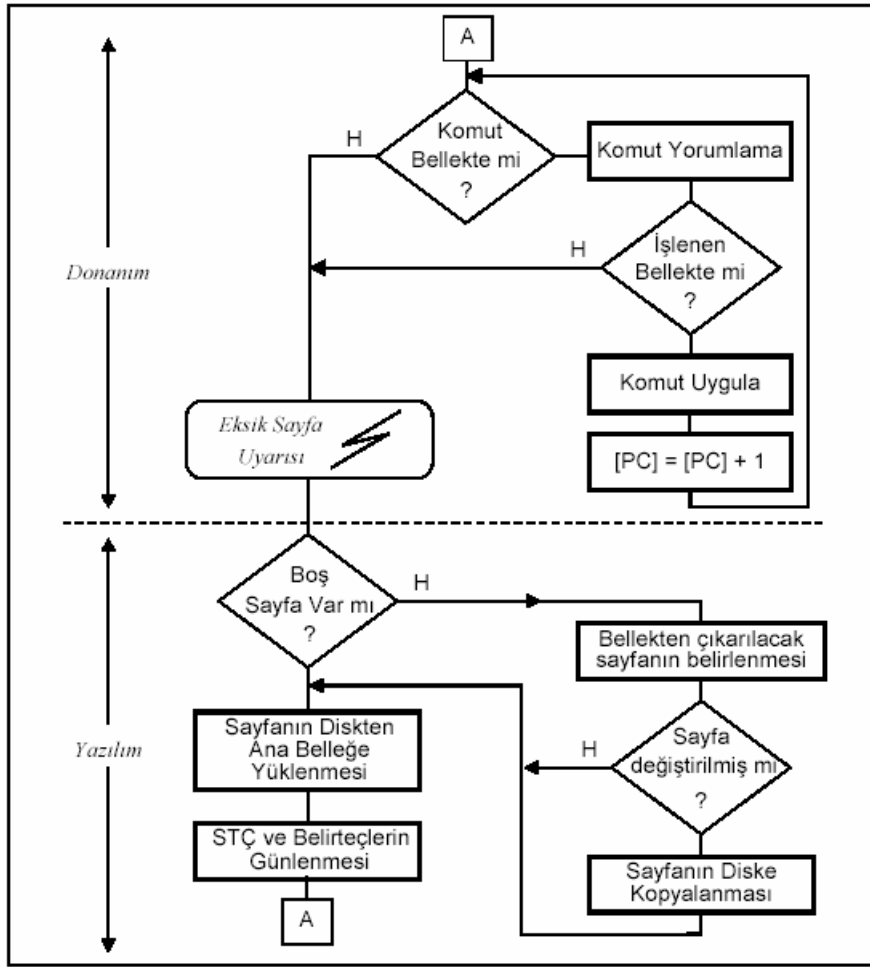 A
H
Komut
Bellekte mi
?
Komut Yorumlama
H
İşlenen
Bellekte mi
?
Donanım
Komut Uygula
Eksik Sayfa
Uyarısı
[PC] = [PC] + 1
Boş
Sayfa Var mı
?
H
Bellekten çıkarılacak
sayfanın belirlenmesi
Yazılım
Sayfanın Diskten
Ana Belleğe
Yüklenmesi
H
Sayfa
değiştirilmiş mi
?
STÇ ve Belirteçlerin
Günlenmesi
Sayfanın Diske
Kopyalanması
A